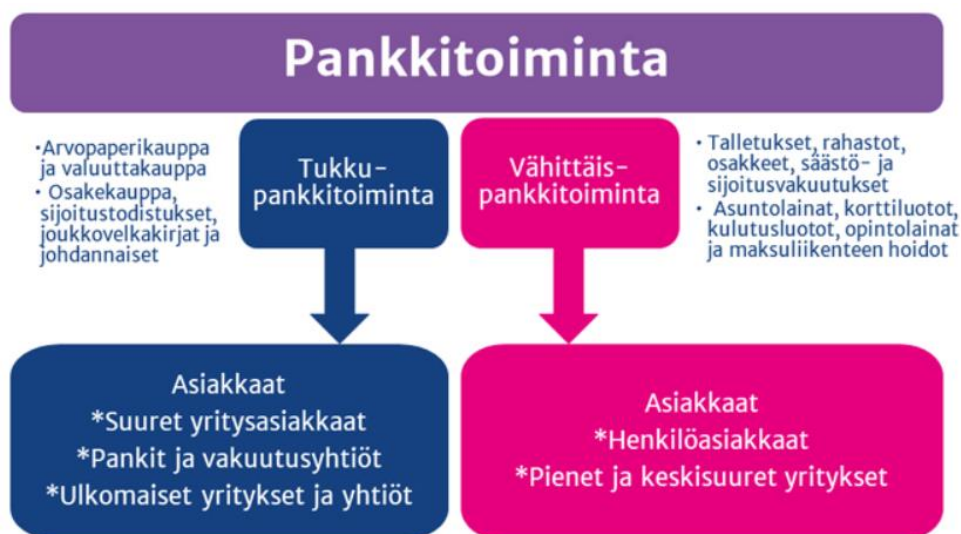 Pankkitoiminta
•Arvopaperikauppa
ja valuuttakauppa
• Osakekauppa,
sijoitustodistukset,
joukkovelkakirjat ja
johdannaiset
Tukku-
pankkitoiminta
Vähittäis-
pankkitoiminta
• Talletukset, rahastot,
osakkeet, säästö- ja
sijoitusvakuutukset
• Asuntolainat, korttiluotot,
kulutusluotot, opintolainat
ja maksuliikenteen hoidot
Asiakkaat
*Suuret yritysasiakkaat
*Pankit ja vakuutusyhtiöt
*Ulkomaiset yritykset ja yhtiöt
Asiakkaat
*Henkilöasiakkaat
*Pienet ja keskisuuret yritykset